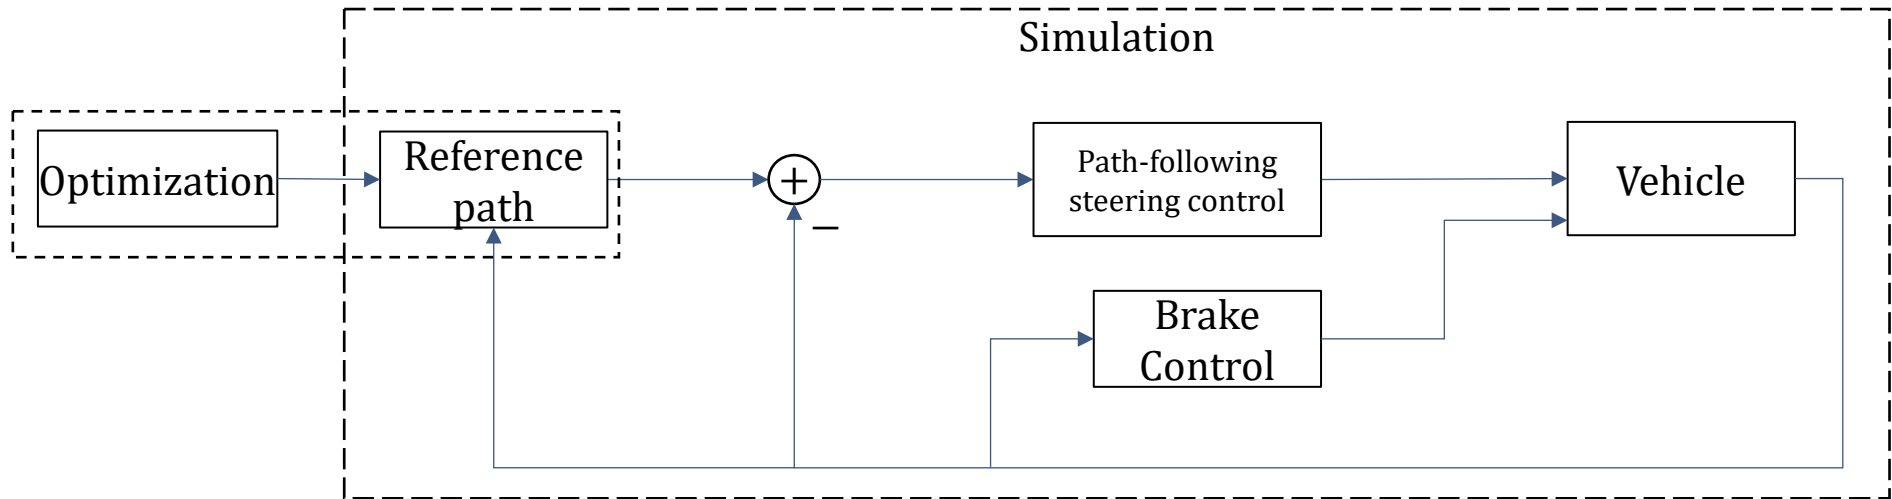 Simulation
Optimization
Reference
path
+
−
Path-following
steering control
Vehicle
Brake
Control